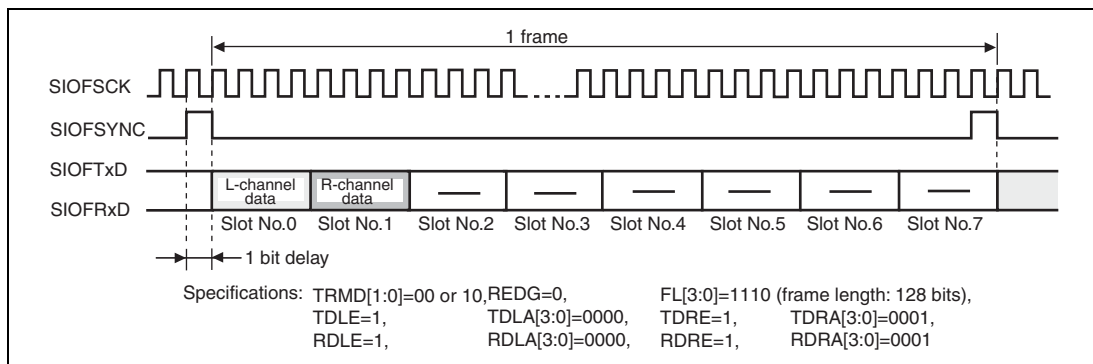 1 frame
SIOFSCK
SIOFSYNC
SIOFTxD
L-channel data
R-channel data
SIOFRxD
Slot No.0 Slot No.1 Slot No.2 Slot No.3 Slot No.4 Slot No.5 Slot No.6 Slot No.7
1 bit delay
Specifications: TRMD[1:0]=00 or 10, REDG=0, FL[3:0]=1110 (frame length: 128 bits),
TDLE=1, TDLA[3:0]=0000, TDRE=1, TDRA[3:0]=0001,
RDLE=1, RDLA[3:0]=0000, RDRE=1, RDRA[3:0]=0001